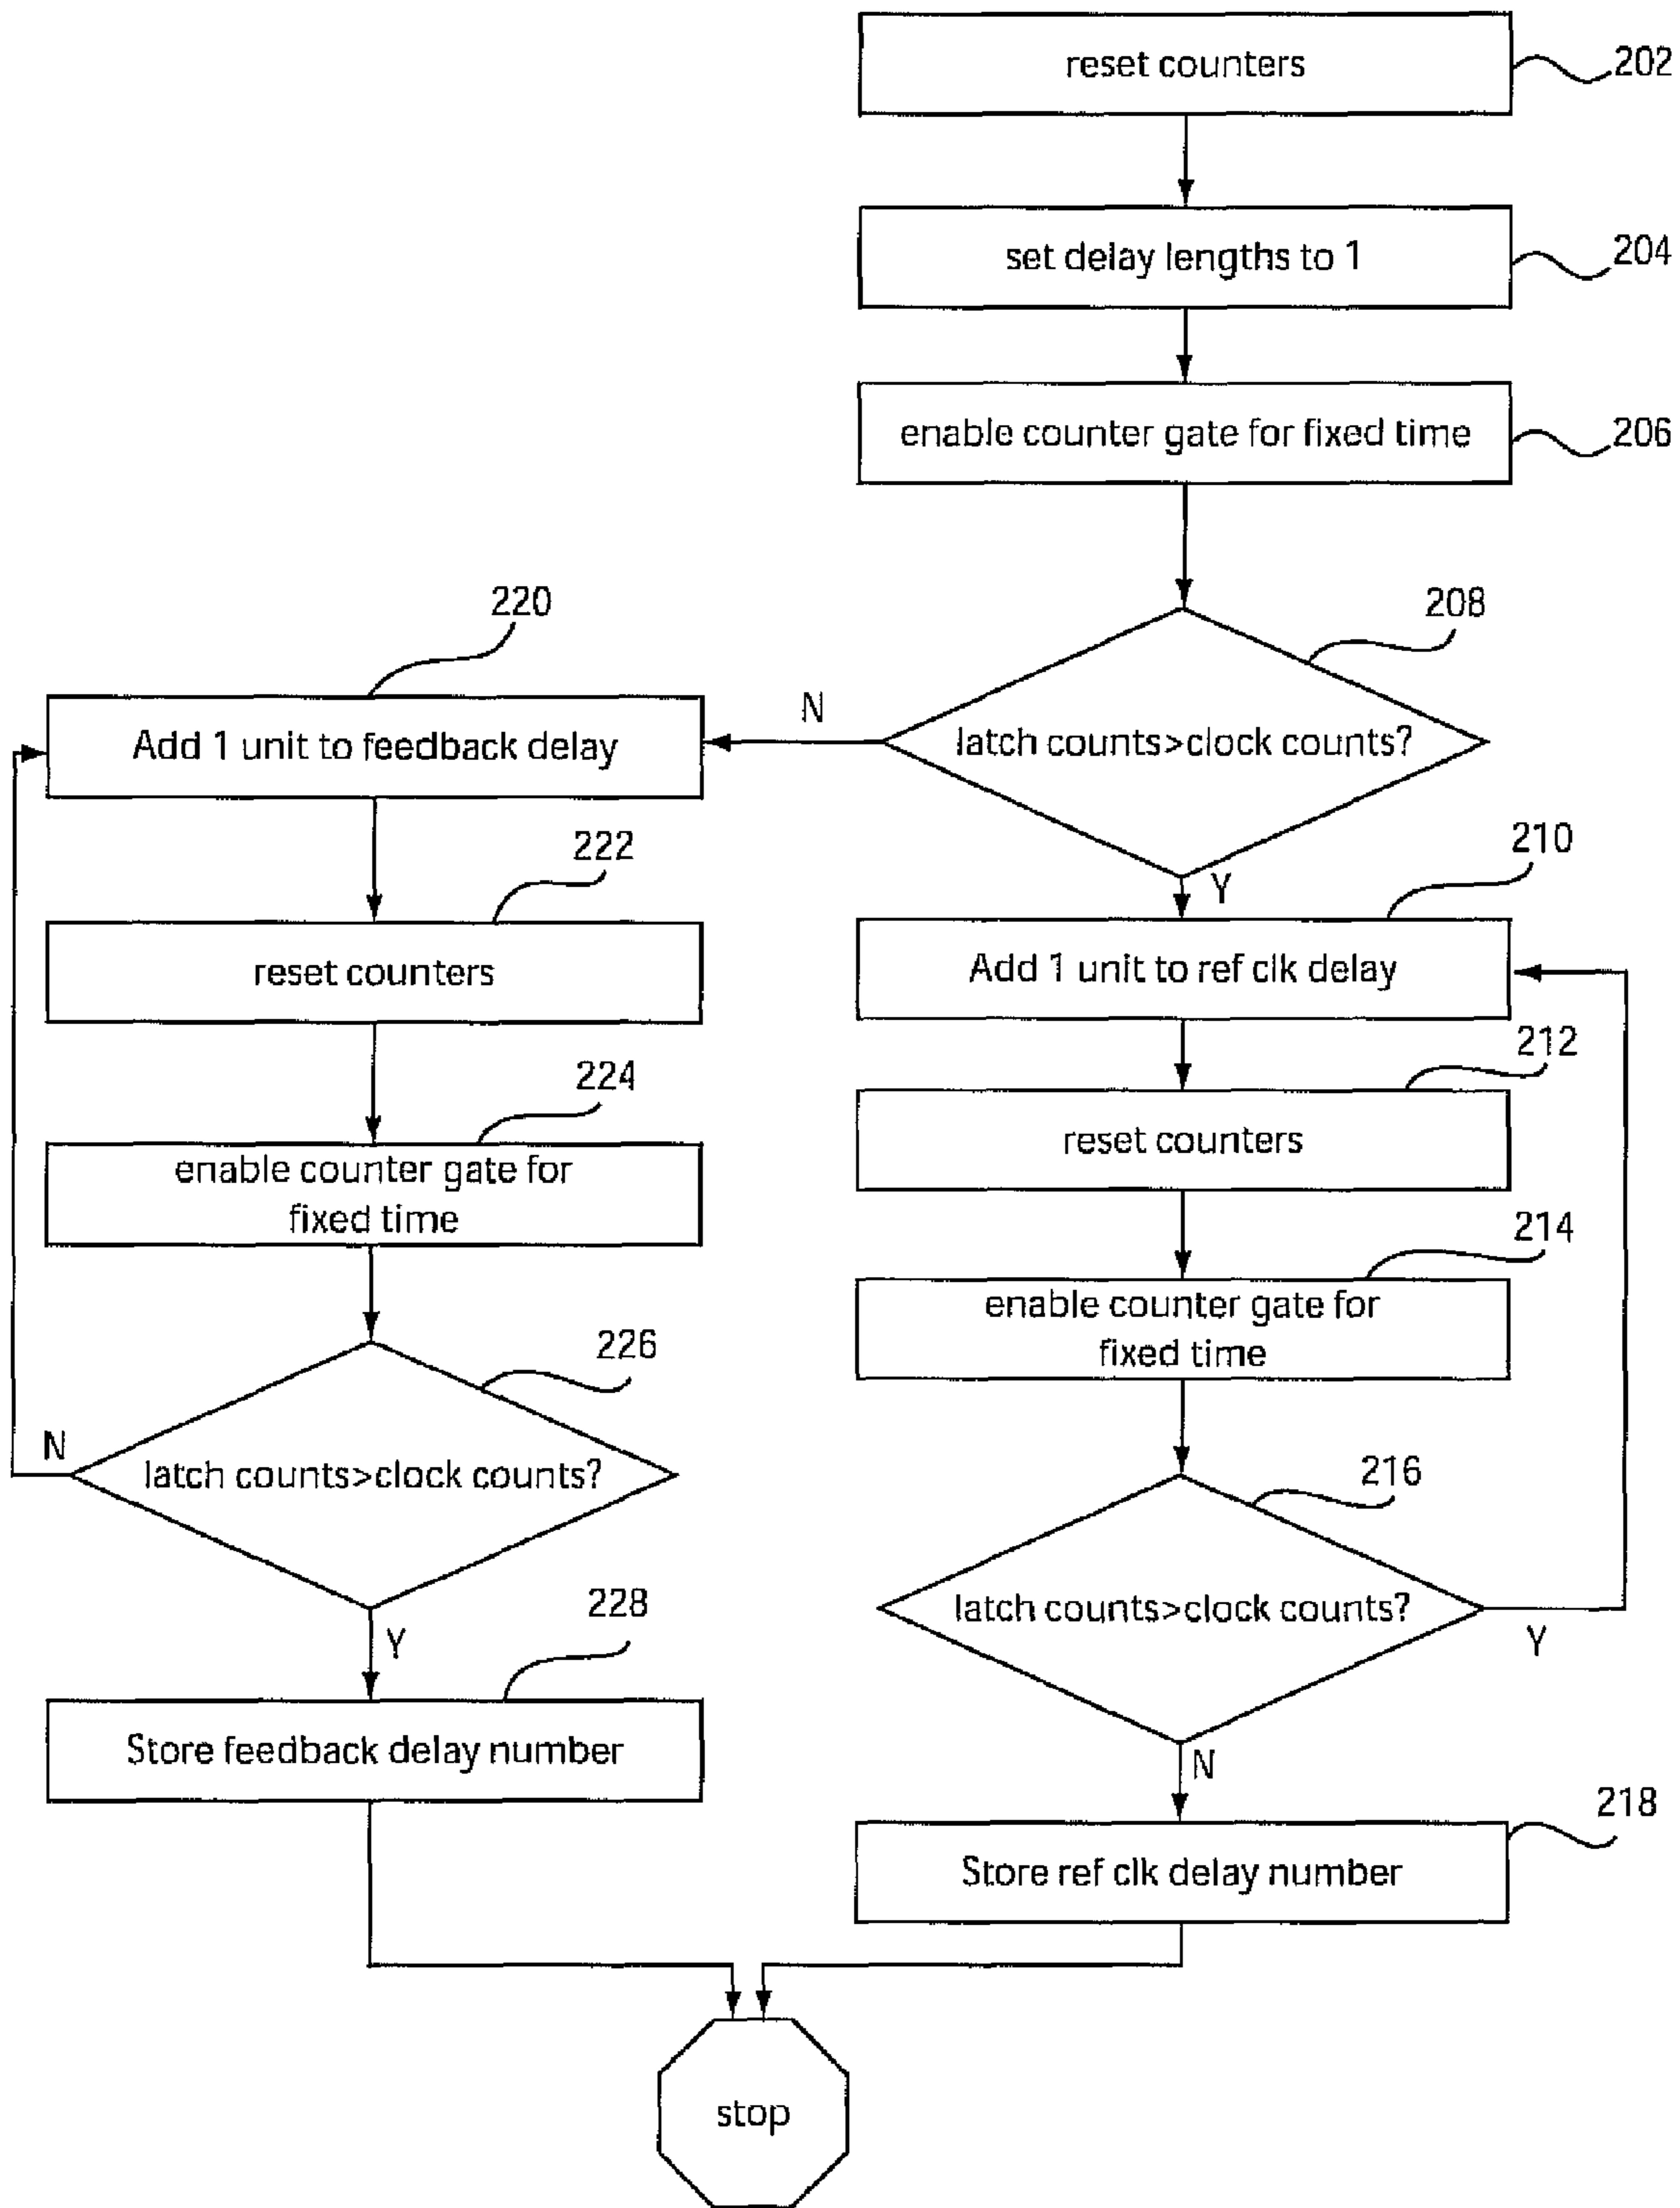 reset counters
202
set delay lengths to 1
204
enable counter gate for fixed time
206
208
latch counts>clock counts?
N
Y
220
Add 1 unit to feedback delay
222
reset counters
224
enable counter gate for
fixed time
226
latch counts>clock counts?
N
Y
228
Store feedback delay number
210
Add 1 unit to ref clk delay
212
reset counters
214
enable counter gate for
fixed time
216
latch counts>clock counts?
Y
N
218
Store ref clk delay number
stop